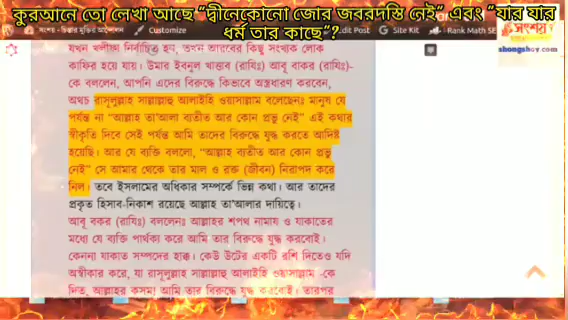 কুরআনে তো লেখা আছে "দ্বীনেকোনো জোর জবরদস্তি নেই" এবং "যার যার
ধর্ম তার কাছে"?
Customize
Post
Site Kit
Rank Math SE
সংশয়
shongshoy.com
যখন খলীফা নির্বাচিত হন, তখন আরবের কিছু সংখ্যক লোক
কাফির হয়ে যায়। উমার ইবনুল খাত্তাব (রাযিঃ) আবূ বাকর (রাযিঃ)-
কে বললেন, আপনি এদের বিরুদ্ধে কিভাবে অস্ত্রধারণ করবেন,
অথচ রাসূলুল্লাহ সাল্লাল্লাহু আলাইহি ওয়াসাল্লাম বলেছেনঃ মানুষ যে
পর্যন্ত না "আল্লাহ তা'আলা ব্যতীত আর কোন প্রভু নেই" এই কথার
স্বীকৃতি দিবে সেই পর্যন্ত আমি তাদের বিরুদ্ধে যুদ্ধ করতে আদিষ্ট
হয়েছি। আর যে ব্যক্তি বললো, "আল্লাহ ব্যতীত আর কোন প্রভু
নেই" সে আমার থেকে তার মাল ও রক্ত (জীবন) নিরাপদ করে
নিল। তবে ইসলামের অধিকার সম্পর্কে ভিন্ন কথা। আর তাদের
প্রকৃত হিসাব-নিকাশ রয়েছে আল্লাহ তা'আলার দায়িত্বে।
আবূ বকর (রাযিঃ) বললেনঃ আল্লাহর শপথ নামায ও যাকাতের
মধ্যে যে ব্যক্তি পার্থক্য করে আমি তার বিরুদ্ধে যুদ্ধ করবোই।
কেননা যাকাত সম্পদের হাক্ব। কেউ উটের একটি রশি দিতেও যদি
অস্বীকার করে, যা রাসূলুল্লাহ সাল্লাল্লাহু আলাইহি ওয়াসাল্লাম -কে
দিত, আল্লাহর কসম! আমি তার বিরুদ্ধে যুদ্ধ করবোই। তারপর